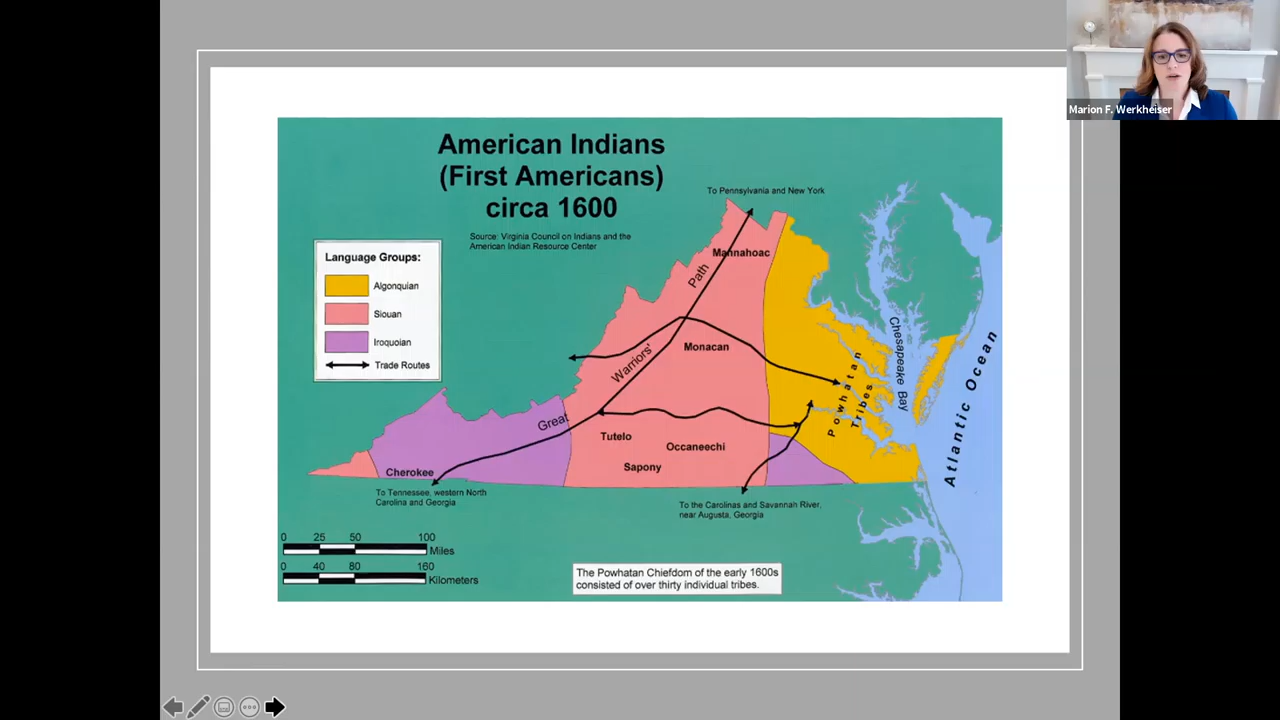 Marion F. Werkheiser
American Indians
(First Americans)
circa 1600
Source: Virginia Council on Indians and the
American Indian Resource Center
To Pennsylvania and New York
Language Groups:
Algonquian
Siouan
Iroquoian
Trade Routes
Mannahoac
Monacan
Great Warriors' Path
Tutelo
Occaneechi
Sapony
Cherokee
Powhatan
Tribes
Chesapeake Bay
Atlantic Ocean
To Tennessee, western North
Carolina and Georgia
To the Carolinas and Savannah River,
near Augusta, Georgia
0 25 50 100
Miles
0 40 80 160
Kilometers
The Powhatan Chiefdom of the early 1600s
consisted of over thirty individual tribes.